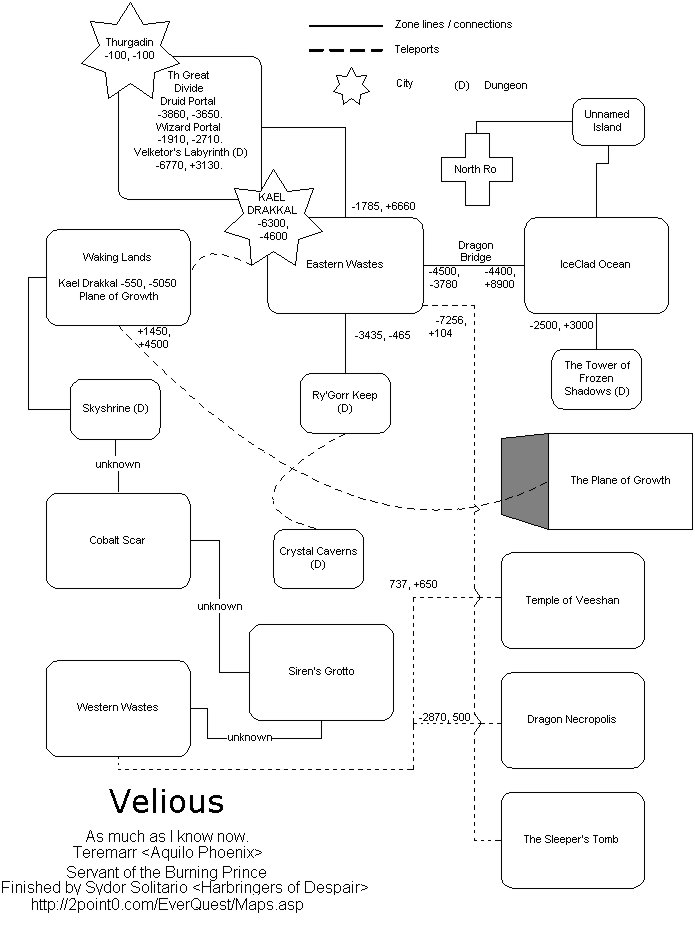 Thurgadin
-100, -100
Zone lines / connections
Teleports
City
(D) Dungeon
Th Great
Divide
Druid Portal
-3860, -3650.
Wizard Portal
-1910, -2710.
Velketor's Labyrinth (D)
-6770, +3130.
Unnamed
Island
North Ro
KAEL
DRAKKAL
-6300,
-4600
-1785, +6660
Waking Lands
Kael Drakkal -550, -5050
Plane of Growth
Eastern Wastes
Dragon
Bridge
-4500,
-3780
-4400,
+8900
IceClad Ocean
+1450,
+4500
-3435, -465
-7256,
+104
-2500, +3000
The Tower of
Frozen
Shadows (D)
Skyshrine (D)
Ry'Gorr Keep
(D)
unknown
The Plane of Growth
Cobalt Scar
Crystal Caverns
(D)
737, +650
Temple of Veeshan
unknown
Siren's Grotto
Western Wastes
unknown
-2870, 500
Dragon Necropolis
The Sleeper's Tomb
Velious
As much as I know now.
Teremarr <Aquilo Phoenix>
Servant of the Burning Prince
Finished by Sydor Solitario <Harbringers of Despair>
http://2point0.com/EverQuest/Maps.asp